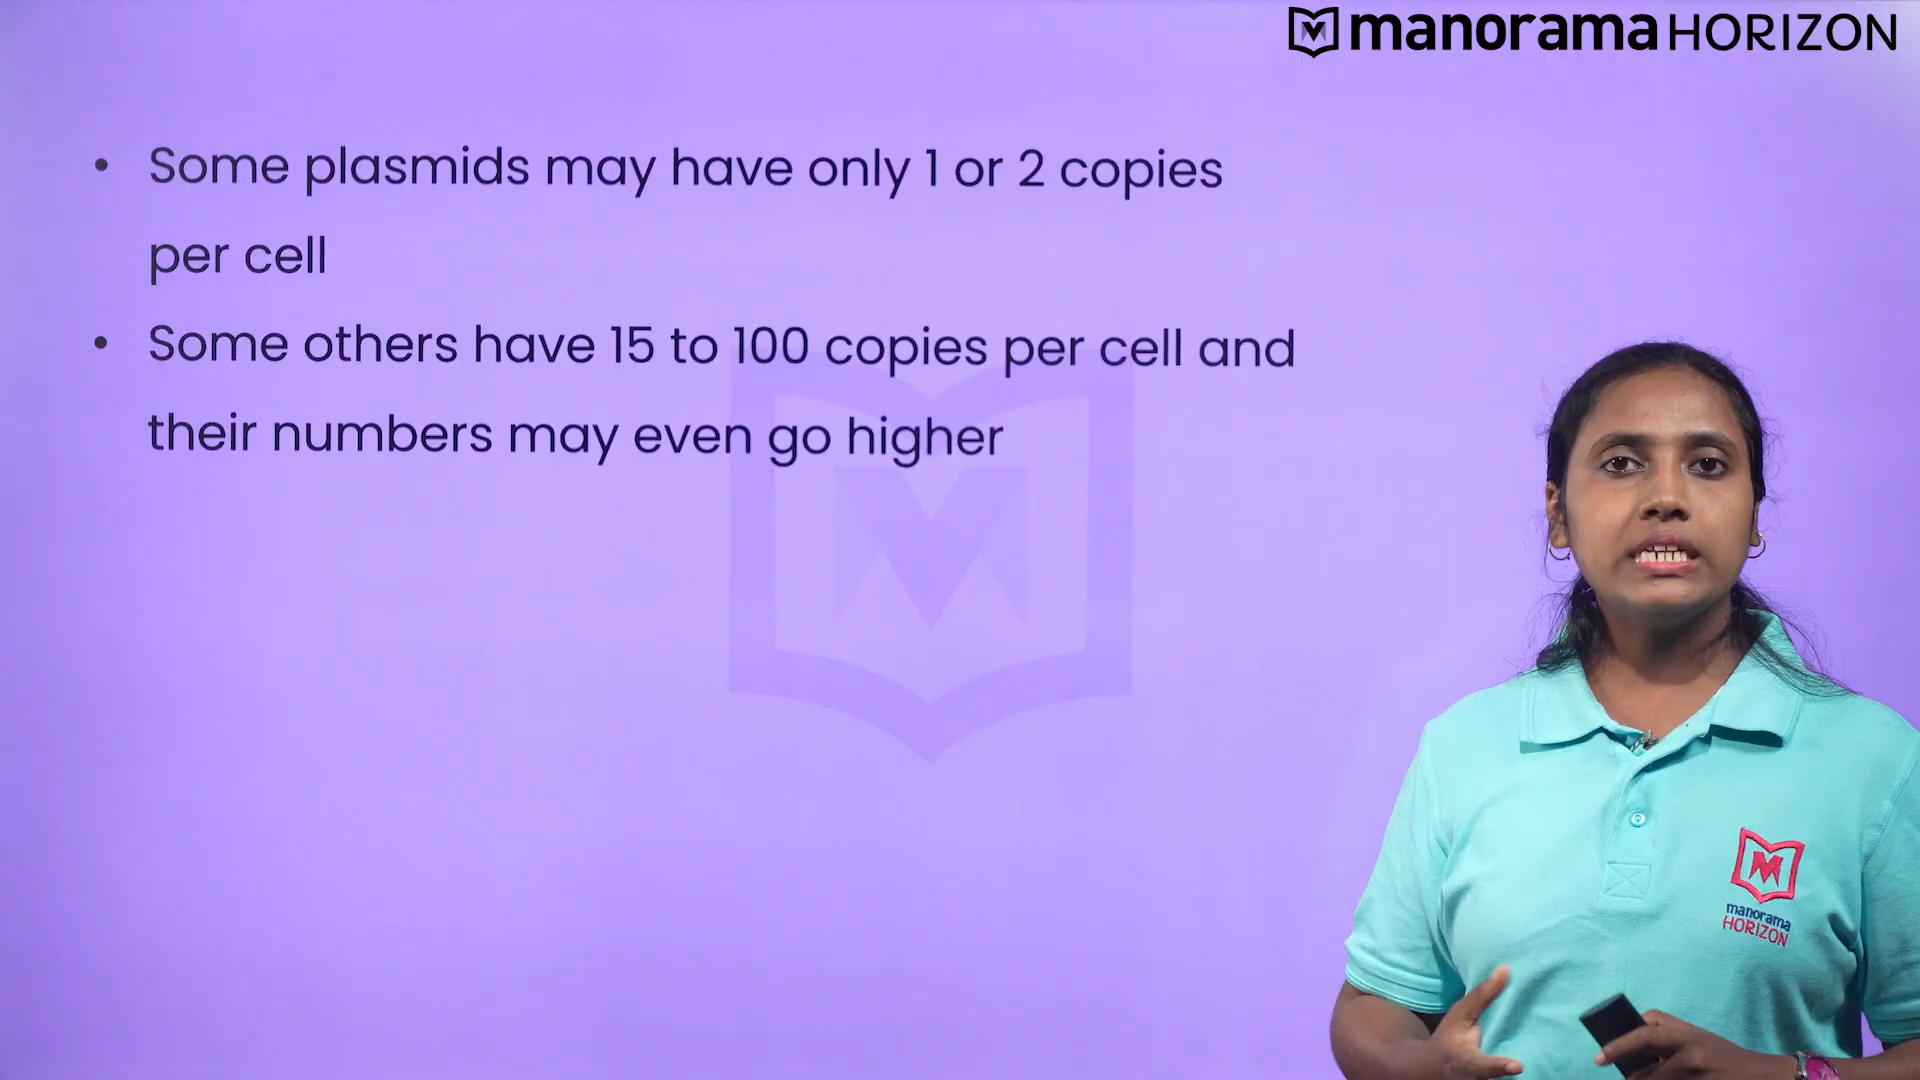 manorama HORIZON
• Some plasmids may have only 1 or 2 copies
per cell
• Some others have 15 to 100 copies per cell and
their numbers may even go higher
manorama
HORIZON